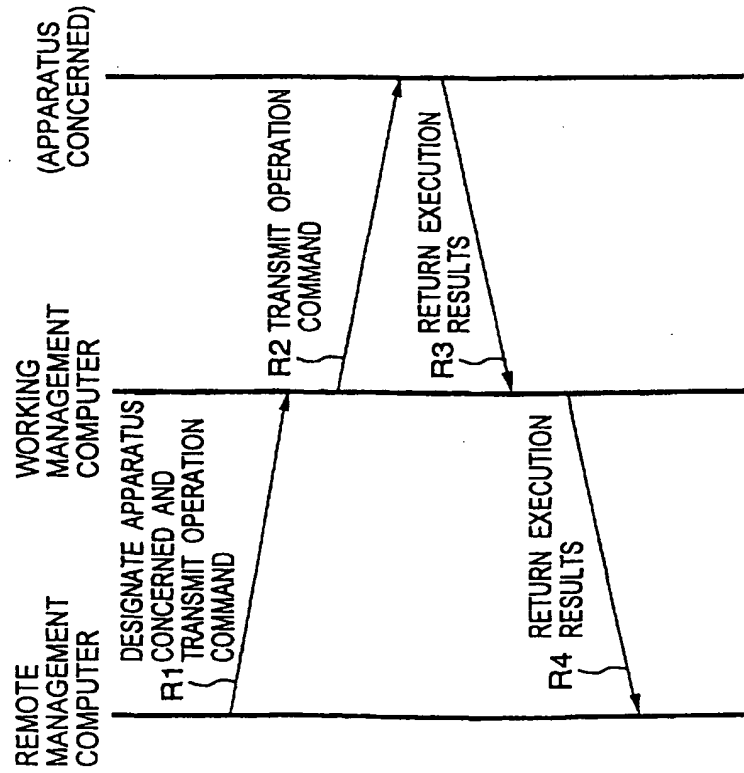 REMOTE
MANAGEMENT
COMPUTER
WORKING
MANAGEMENT
COMPUTER
(APPARATUS
CONCERNED)
DESIGNATE APPARATUS
CONCERNED AND
TRANSMIT OPERATION
COMMAND
R1
R2 TRANSMIT OPERATION
COMMAND
RETURN EXECUTION
RESULTS
R3
RETURN EXECUTION
RESULTS
R4